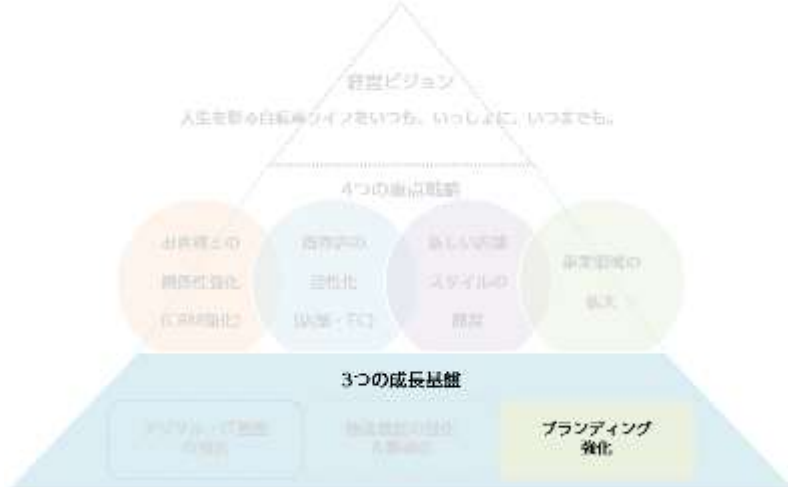 経営ビジョン
人生を彩る自転車ライフをいつも、いっしょに、いつまでも。
4つの重点戦略
お客様との
関係性強化
(CRM強化)
既存店の
活性化
新しい店舗
スタイルの
開発
事業領域の
拡大
3つの成長基盤
ブランディング
強化